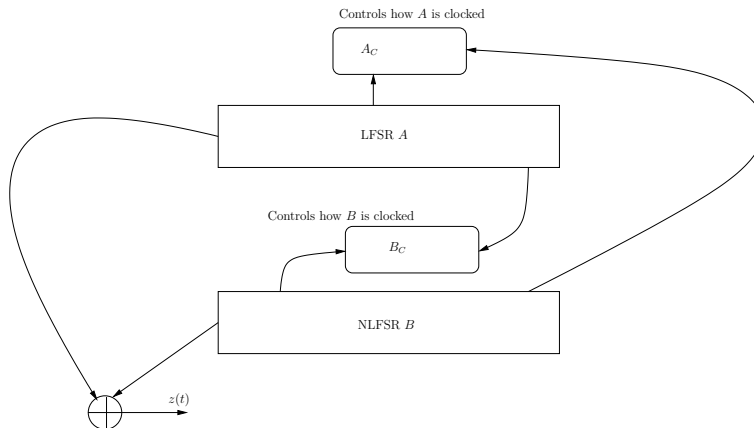 Controls how A is clocked
A_C
LFSR A
Controls how B is clocked
B_C
NLFSR B
z(t)